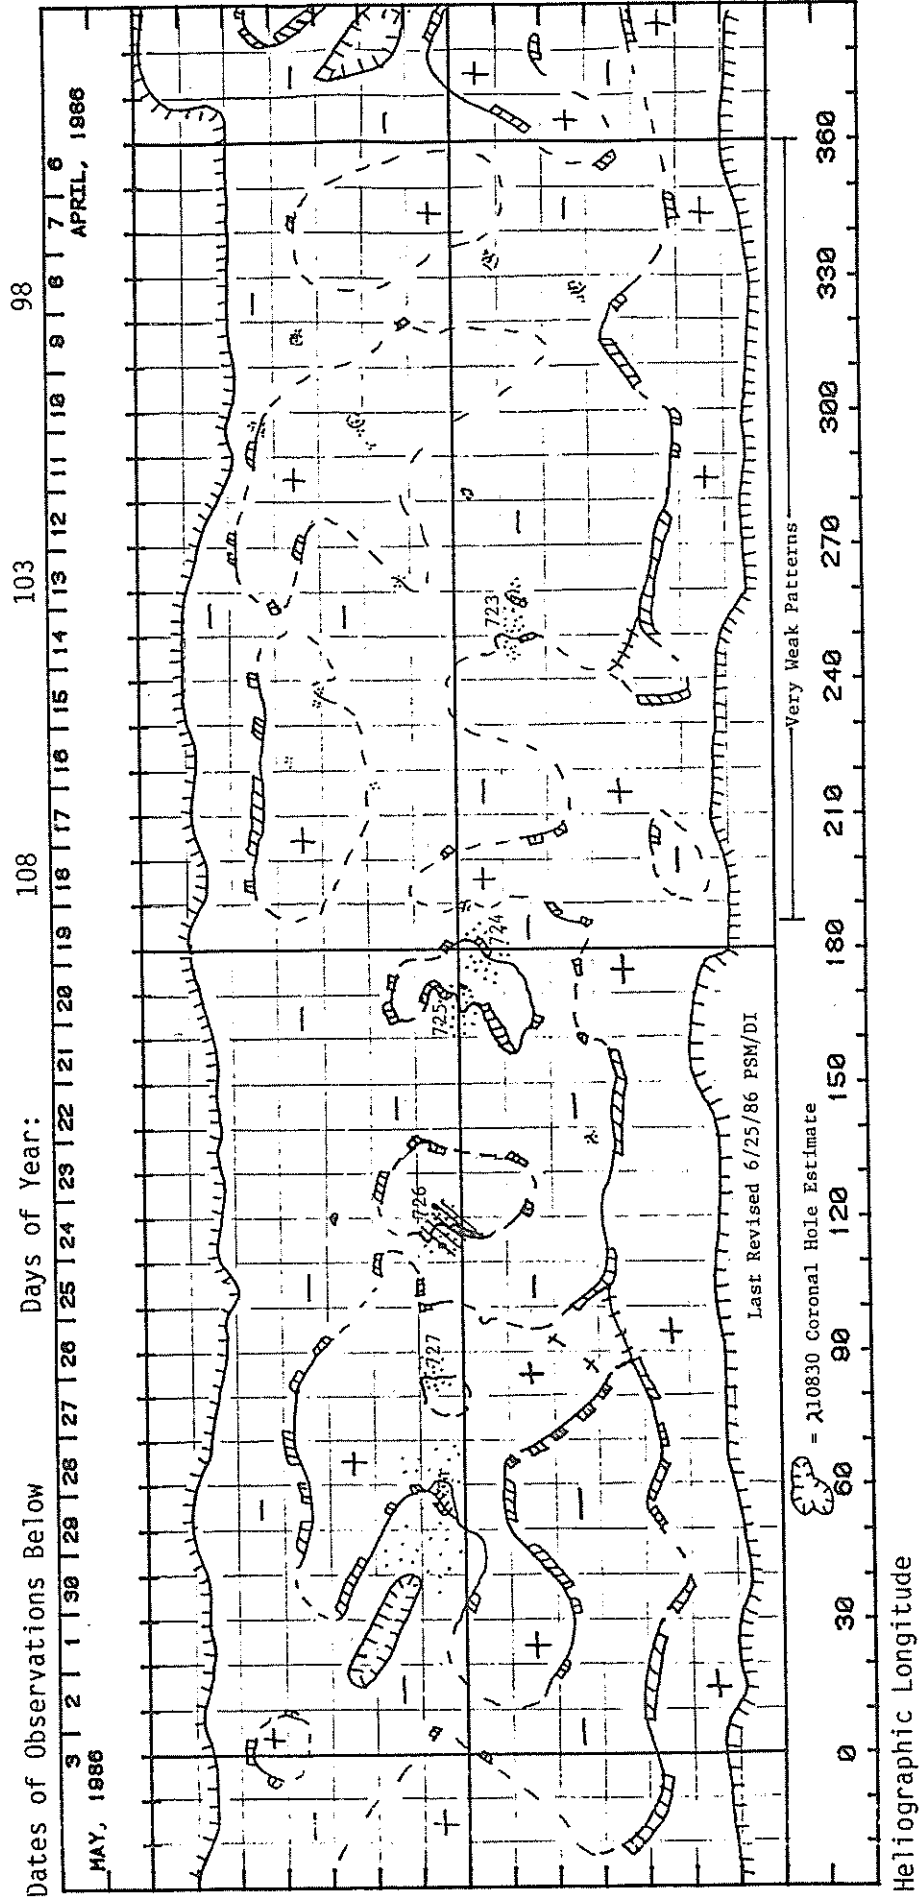 Dates of Observations Below Days of Year: 108 103 98
3 | 2 | 1 | 30 | 29 | 28 | 27 | 26 | 25 | 24 | 23 | 22 | 21 | 20 | 19 | 18 | 17 | 16 | 15 | 14 | 13 | 12 | 11 | 10 | 9 | 8 | 7 | 6
MAY, 1986 APRIL, 1986
727
726
725
724
723
Last Revised 6/25/86 PSM/DI
Very Weak Patterns
= λ10830 Coronal Hole Estimate
0 30 60 90 120 150 180 210 240 270 300 330 360
Heliographic Longitude